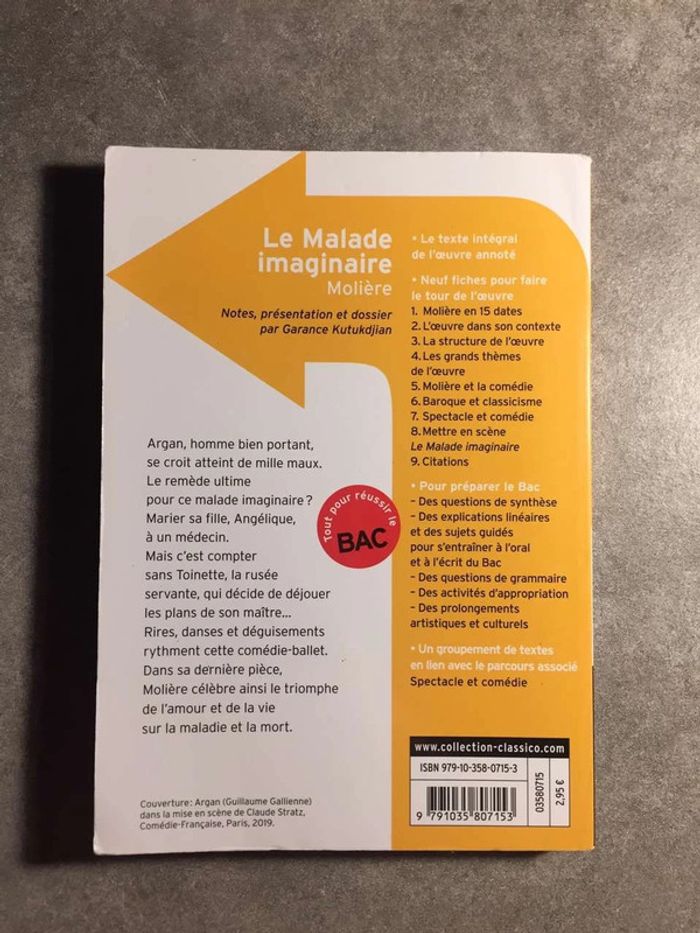 Le Malade
imaginaire
Molière
Notes, présentation et dossier
par Garance Kutukdjian
Argan, homme bien portant,
se croit atteint de mille maux.
Le remède ultime
pour ce malade imaginaire ?
Marier sa fille, Angélique,
à un médecin.
Mais c'est compter
sans Toinette, la rusée
servante, qui décide de déjouer
les plans de son maître...
Rires, danses et déguisements
rythment cette comédie-ballet.
Dans sa dernière pièce,
Molière célèbre ainsi le triomphe
de l'amour et de la vie
sur la maladie et la mort.
Couverture : Argan (Guillaume Gallienne)
dans la mise en scène de Claude Stratz,
Comédie-Française, Paris, 2019.
Tout pour réussir le
BAC
• Le texte intégral
de l'œuvre annoté
• Neuf fiches pour faire
le tour de l'œuvre
1. Molière en 15 dates
2. L'œuvre dans son contexte
3. La structure de l'œuvre
4. Les grands thèmes
de l'œuvre
5. Molière et la comédie
6. Baroque et classicisme
7. Spectacle et comédie
8. Mettre en scène
Le Malade imaginaire
9. Citations
• Pour préparer le Bac
– Des questions de synthèse
– Des explications linéaires
et des sujets guidés
pour s'entraîner à l'oral
et à l'écrit du Bac
– Des questions de grammaire
– Des activités d'appropriation
– Des prolongements
artistiques et culturels
• Un groupement de textes
en lien avec le parcours associé
Spectacle et comédie
www.collection-classico.com
ISBN 979-10-358-0715-3
9 791035 807153
03580715
2,95 €